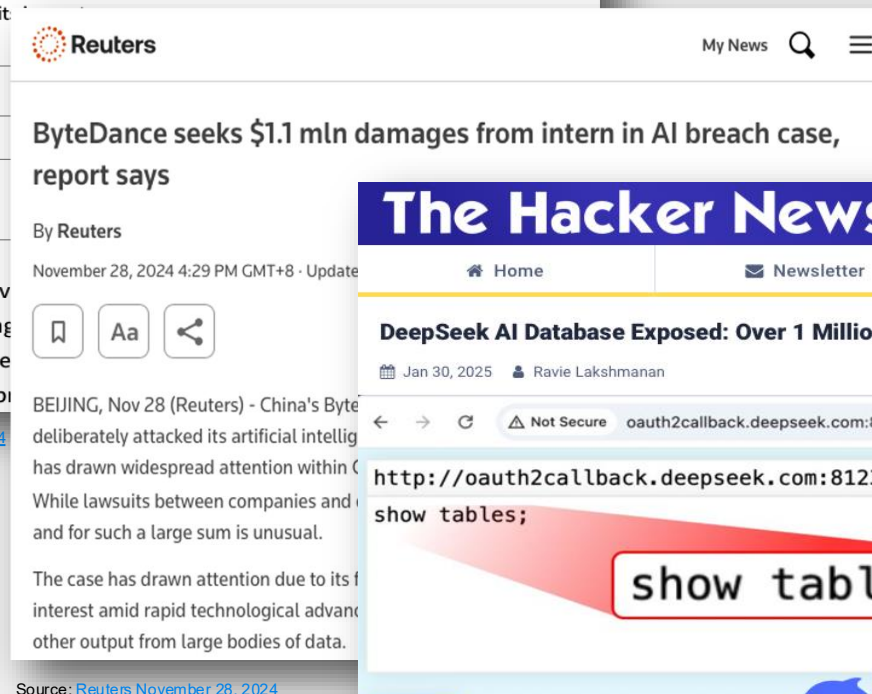 Reuters
My News
ByteDance seeks $1.1 mln damages from intern in AI breach case,
report says
By Reuters
November 28, 2024 4:29 PM GMT+8 · Update
Aa
BEIJING, Nov 28 (Reuters) - China's Byte
deliberately attacked its artificial intellig
has drawn widespread attention within
While lawsuits between companies and
and for such a large sum is unusual.
The case has drawn attention due to its f
interest amid rapid technological advanc
other output from large bodies of data.
Source: Reuters November 28, 2024
The Hacker News
Home
Newsletter
DeepSeek AI Database Exposed: Over 1 Millio
Jan 30, 2025 Ravie Lakshmanan
Not Secure oauth2callback.deepseek.com:8
http://oauth2callback.deepseek.com:812
show tables;
show tabl